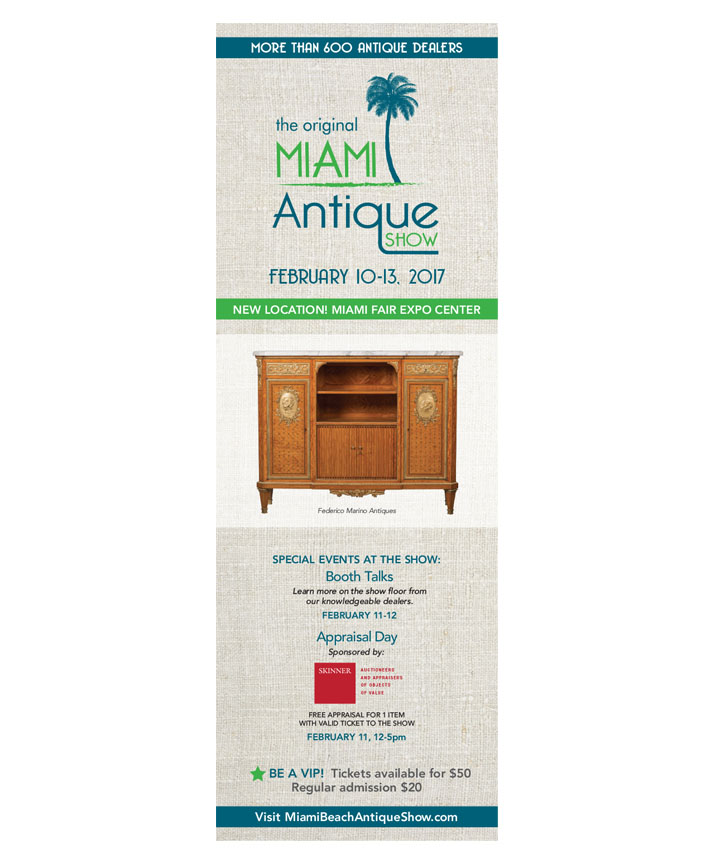 MORE THAN 600 ANTIQUE DEALERS
the original
MIAMI
Antique
SHOW
FEBRUARY 10-13, 2017
NEW LOCATION! MIAMI FAIR EXPO CENTER
Federico Marino Antiques
SPECIAL EVENTS AT THE SHOW:
Booth Talks
Learn more on the show floor from
our knowledgeable dealers.
FEBRUARY 11-12
Appraisal Day
Sponsored by:
SKINNER
AUCTIONEERS
AND APPRAISERS
OF OBJECTS
OF VALUE
FREE APPRAISAL FOR 1 ITEM
WITH VALID TICKET TO THE SHOW
FEBRUARY 11, 12-5pm
BE A VIP! Tickets available for $50
Regular admission $20
Visit MiamiBeachAntiqueShow.com